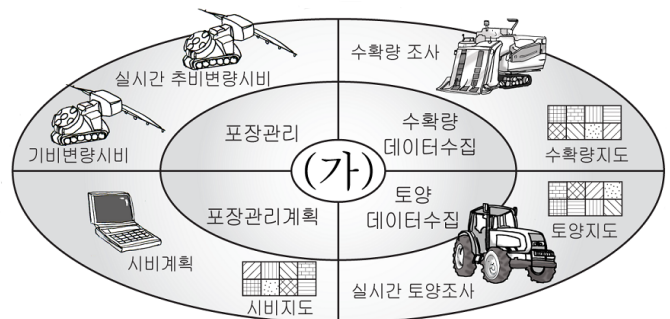 실시간 추비변량시비
수확량 조사
기비변량시비
포장관리
수확량
데이터수집
수확량지도
(가)
포장관리계획
토양
데이터수집
토양지도
시비계획
시비지도
실시간 토양조사